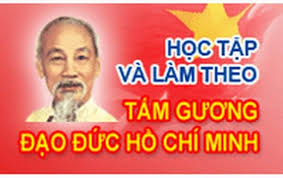 HỌC TẬP
VÀ LÀM THEO
TẤM GƯƠNG
ĐẠO ĐỨC HỒ CHÍ MINH